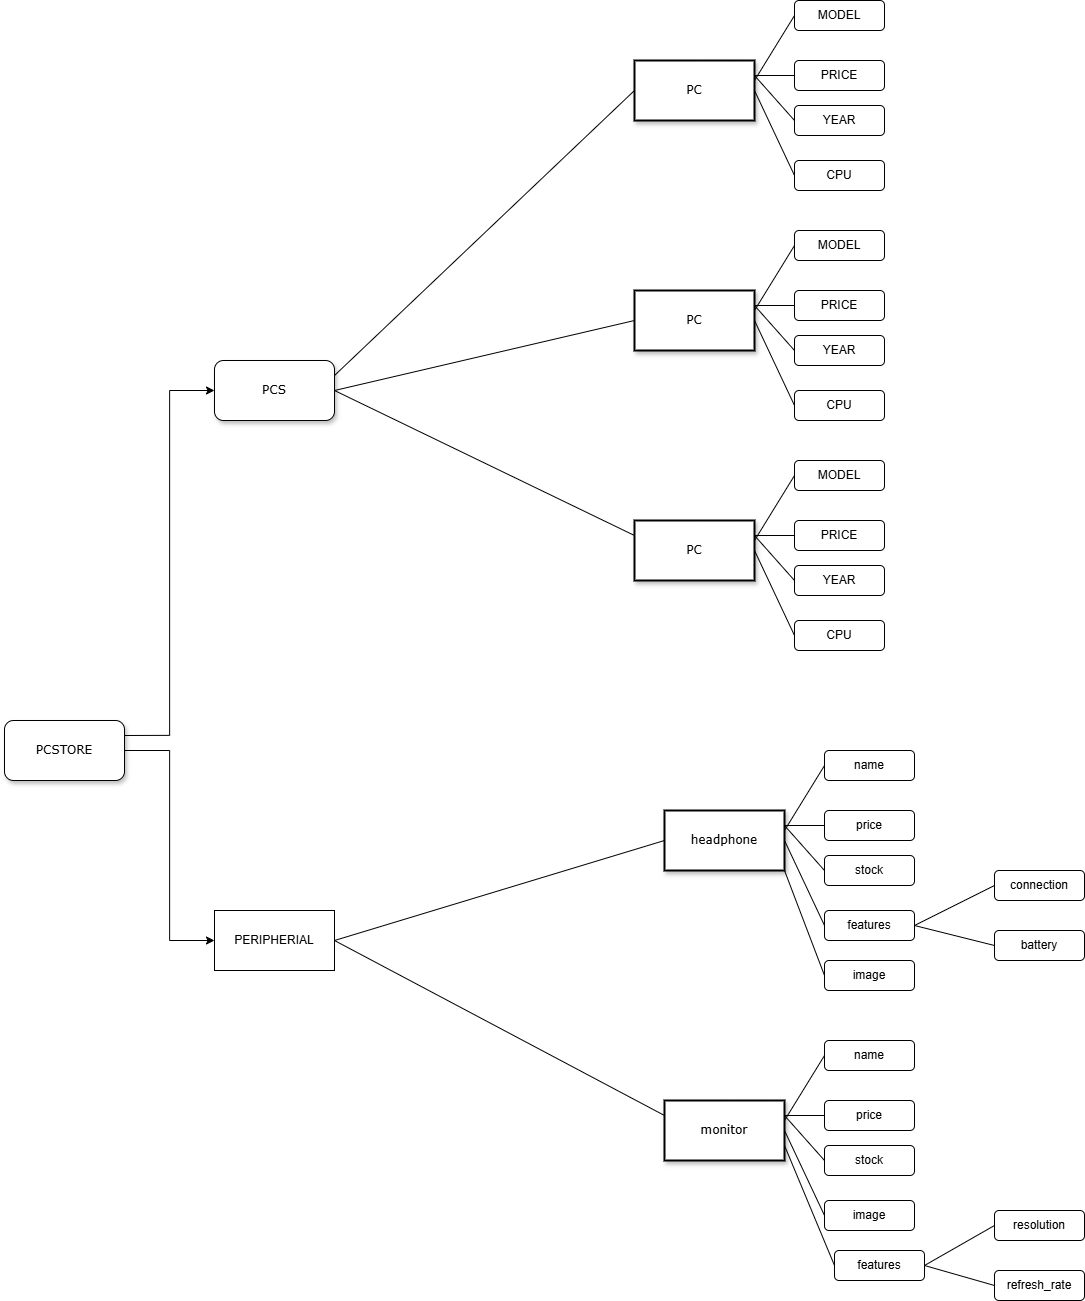 MODEL
PC
PRICE
YEAR
CPU
MODEL
PC
PRICE
YEAR
PCS
CPU
MODEL
PC
PRICE
YEAR
CPU
PCSTORE
name
headphone
price
stock
connection
features
PERIPHERIAL
battery
image
name
monitor
price
stock
image
resolution
features
refresh_rate